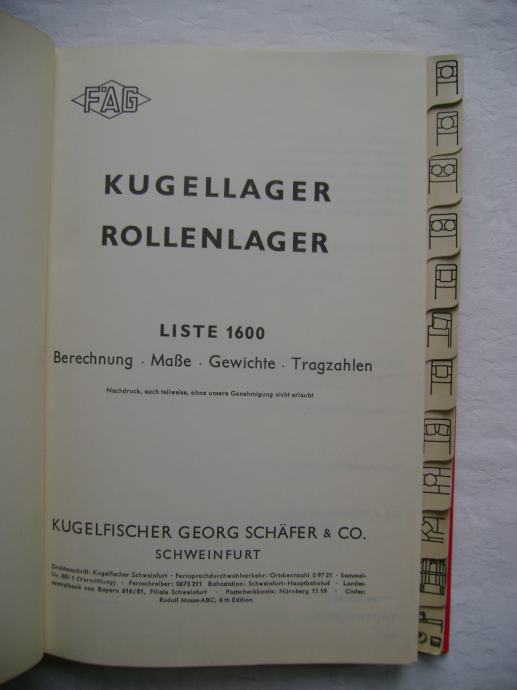 FAG
KUGELLAGER
ROLLENLAGER
LISTE 1600
Berechnung · Maße · Gewichte · Tragzahlen
Nachdruck, auch teilweise, ohne unsere Genehmigung nicht erlaubt
KUGELFISCHER GEORG SCHÄFER & CO.
SCHWEINFURT
Drahtanschrift: Kugelfischer Schweinfurt · Fernsprechdurchwahlverkehr: Ortskennzahl 0 97 21 · Sammel-
Nr. 881 1 (Vermittlung) · Fernschreiber: 0673 211 Bahnstation: Schweinfurt-Hauptbahnhof · Landes-
zentralbank von Bayern 616/81, Filiale Schweinfurt · Postscheckkonto: Nürnberg 11 19 · Codes:
Rudolf Mosse-ABC, 6th Edition